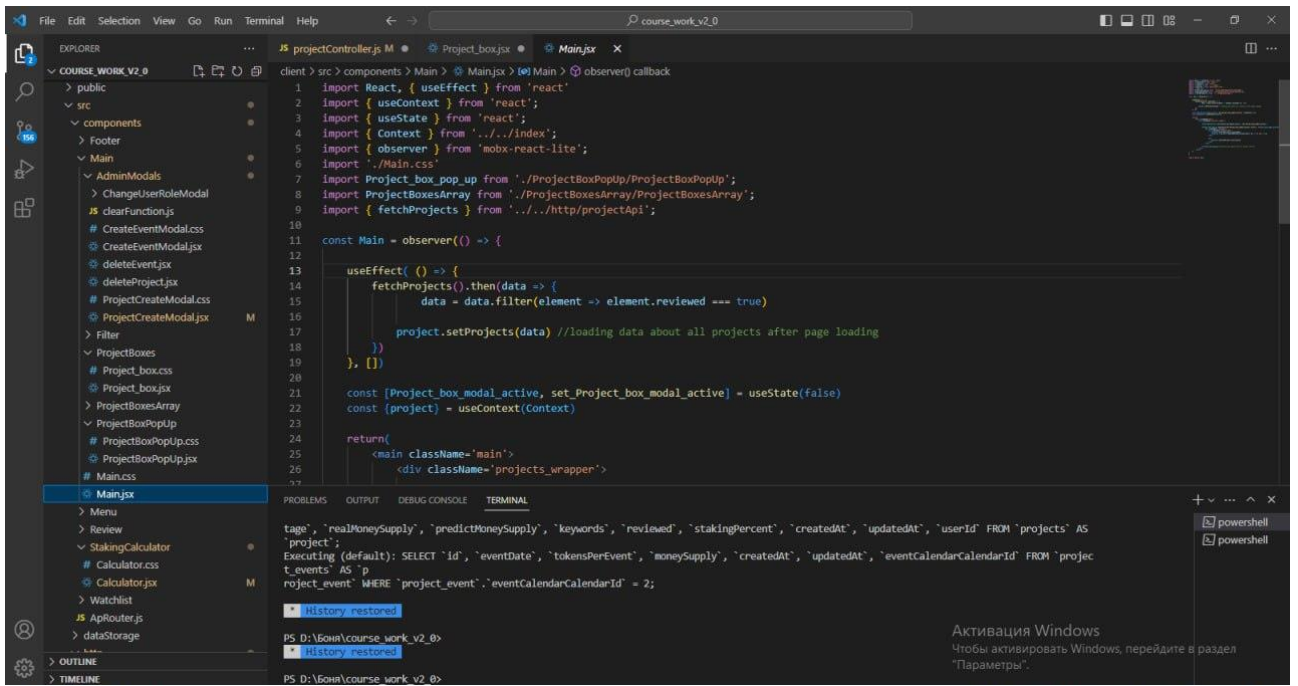 File Edit Selection View Go Run Terminal Help
course_work_v2_0
EXPLORER
COURSE_WORK_V2_0
public
src
components
Footer
Main
AdminModals
ChangeUserRoleModal
JS clearFunction.js
# CreateEventModal.css
CreateEventModal.jsx
deleteEvent.jsx
deleteProject.jsx
# ProjectCreateModal.css
ProjectCreateModal.jsx M
Filter
ProjectBoxes
# Project_box.css
Project_box.jsx
ProjectBoxesArray
ProjectBoxPopUp
# ProjectBoxPopUp.css
ProjectBoxPopUp.jsx
# Main.css
Main.jsx
Menu
Review
StakingCalculator
# Calculator.css
Calculator.jsx M
Watchlist
JS ApRouter.js
dataStorage
OUTLINE
TIMELINE
2
156
JS projectController.js M Project_box.jsx Main.jsx
client > src > components > Main > Main.jsx > Main > observer() callback
1 import React, { useEffect } from 'react'
2 import { useContext } from 'react';
3 import { useState } from 'react';
4 import { Context } from '../../index';
5 import { observer } from 'mobx-react-lite';
6 import './Main.css'
7 import Project_box_pop_up from './ProjectBoxPopUp/ProjectBoxPopUp';
8 import ProjectBoxesArray from './ProjectBoxesArray/ProjectBoxesArray';
9 import { fetchProjects } from '../../http/projectApi';
10
11 const Main = observer(() => {
12
13 useEffect( () => {
14 fetchProjects().then(data => {
15 data = data.filter(element => element.reviewed === true)
16
17 project.setProjects(data) //loading data about all projects after page loading
18 })
19 }, [])
20
21 const [Project_box_modal_active, set_Project_box_modal_active] = useState(false)
22 const {project} = useContext(Context)
23
24 return(
25 <main className='main'>
26 <div className='projects_wrapper'>
27
PROBLEMS OUTPUT DEBUG CONSOLE TERMINAL
tage`, `realMoneySupply`, `predictMoneySupply`, `keywords`, `reviewed`, `stakingPercent`, `createdAt`, `updatedAt`, `userId` FROM `projects` AS
`project`;
Executing (default): SELECT `id`, `eventDate`, `tokensPerEvent`, `moneySupply`, `createdAt`, `updatedAt`, `eventCalendarCalendarId` FROM `projec
t_events` AS `p
roject_event` WHERE `project_event`.`eventCalendarCalendarId` = 2;
* History restored
PS D:\Боня\course_work_v2_0>
* History restored
PS D:\Боня\course_work_v2_0>
powershell
powershell
Активация Windows
Чтобы активировать Windows, перейдите в раздел
"Параметры".